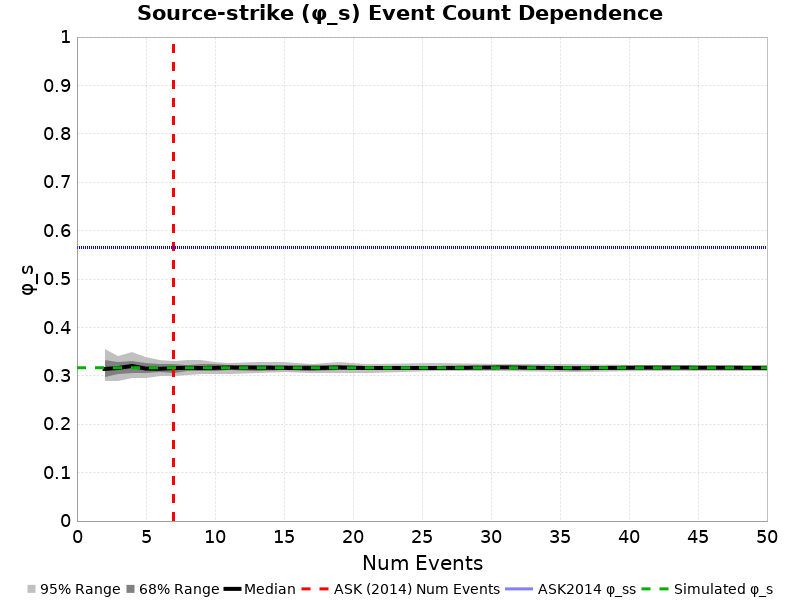 Source-strike (φ_s) Event Count Dependence
1
0.9
0.8
0.7
0.6
0.5
0.4
0.3
0.2
0.1
0
φ_s
0 5 10 15 20 25 30 35 40 45 50
Num Events
95% Range 68% Range Median ASK (2014) Num Events ASK2014 φ_ss Simulated φ_s